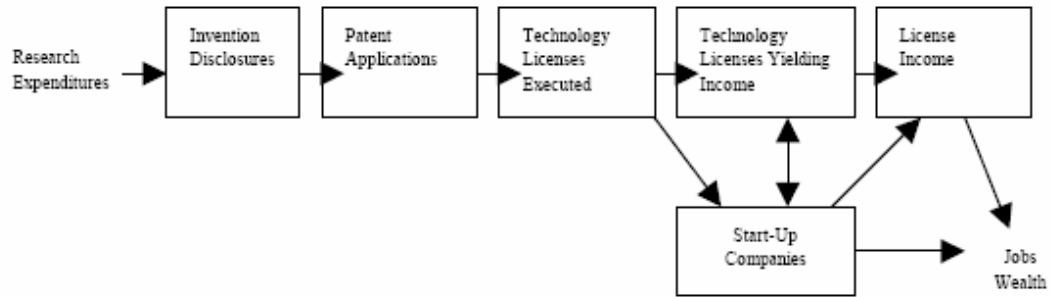 Research
Expenditures
Invention
Disclosures
Patent
Applications
Technology
Licenses
Executed
Technology
Licenses Yielding
Income
License
Income
Start-Up
Companies
Jobs
Wealth